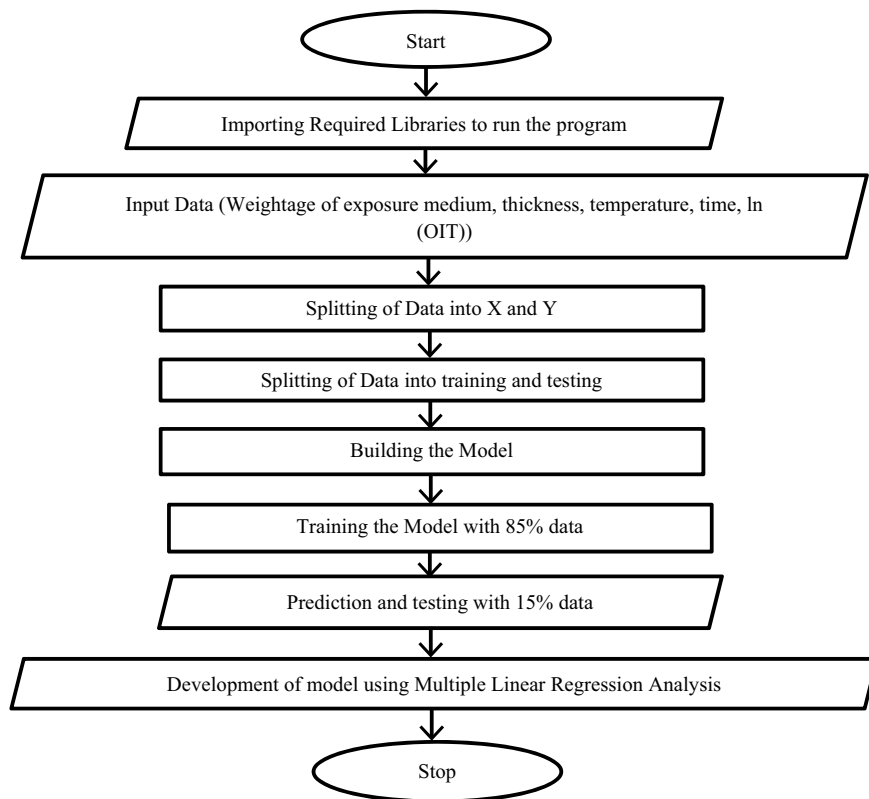 Start
Importing Required Libraries to run the program
Input Data (Weightage of exposure medium, thickness, temperature, time, ln
(OIT))
Splitting of Data into X and Y
Splitting of Data into training and testing
Building the Model
Training the Model with 85% data
Prediction and testing with 15% data
Development of model using Multiple Linear Regression Analysis
Stop